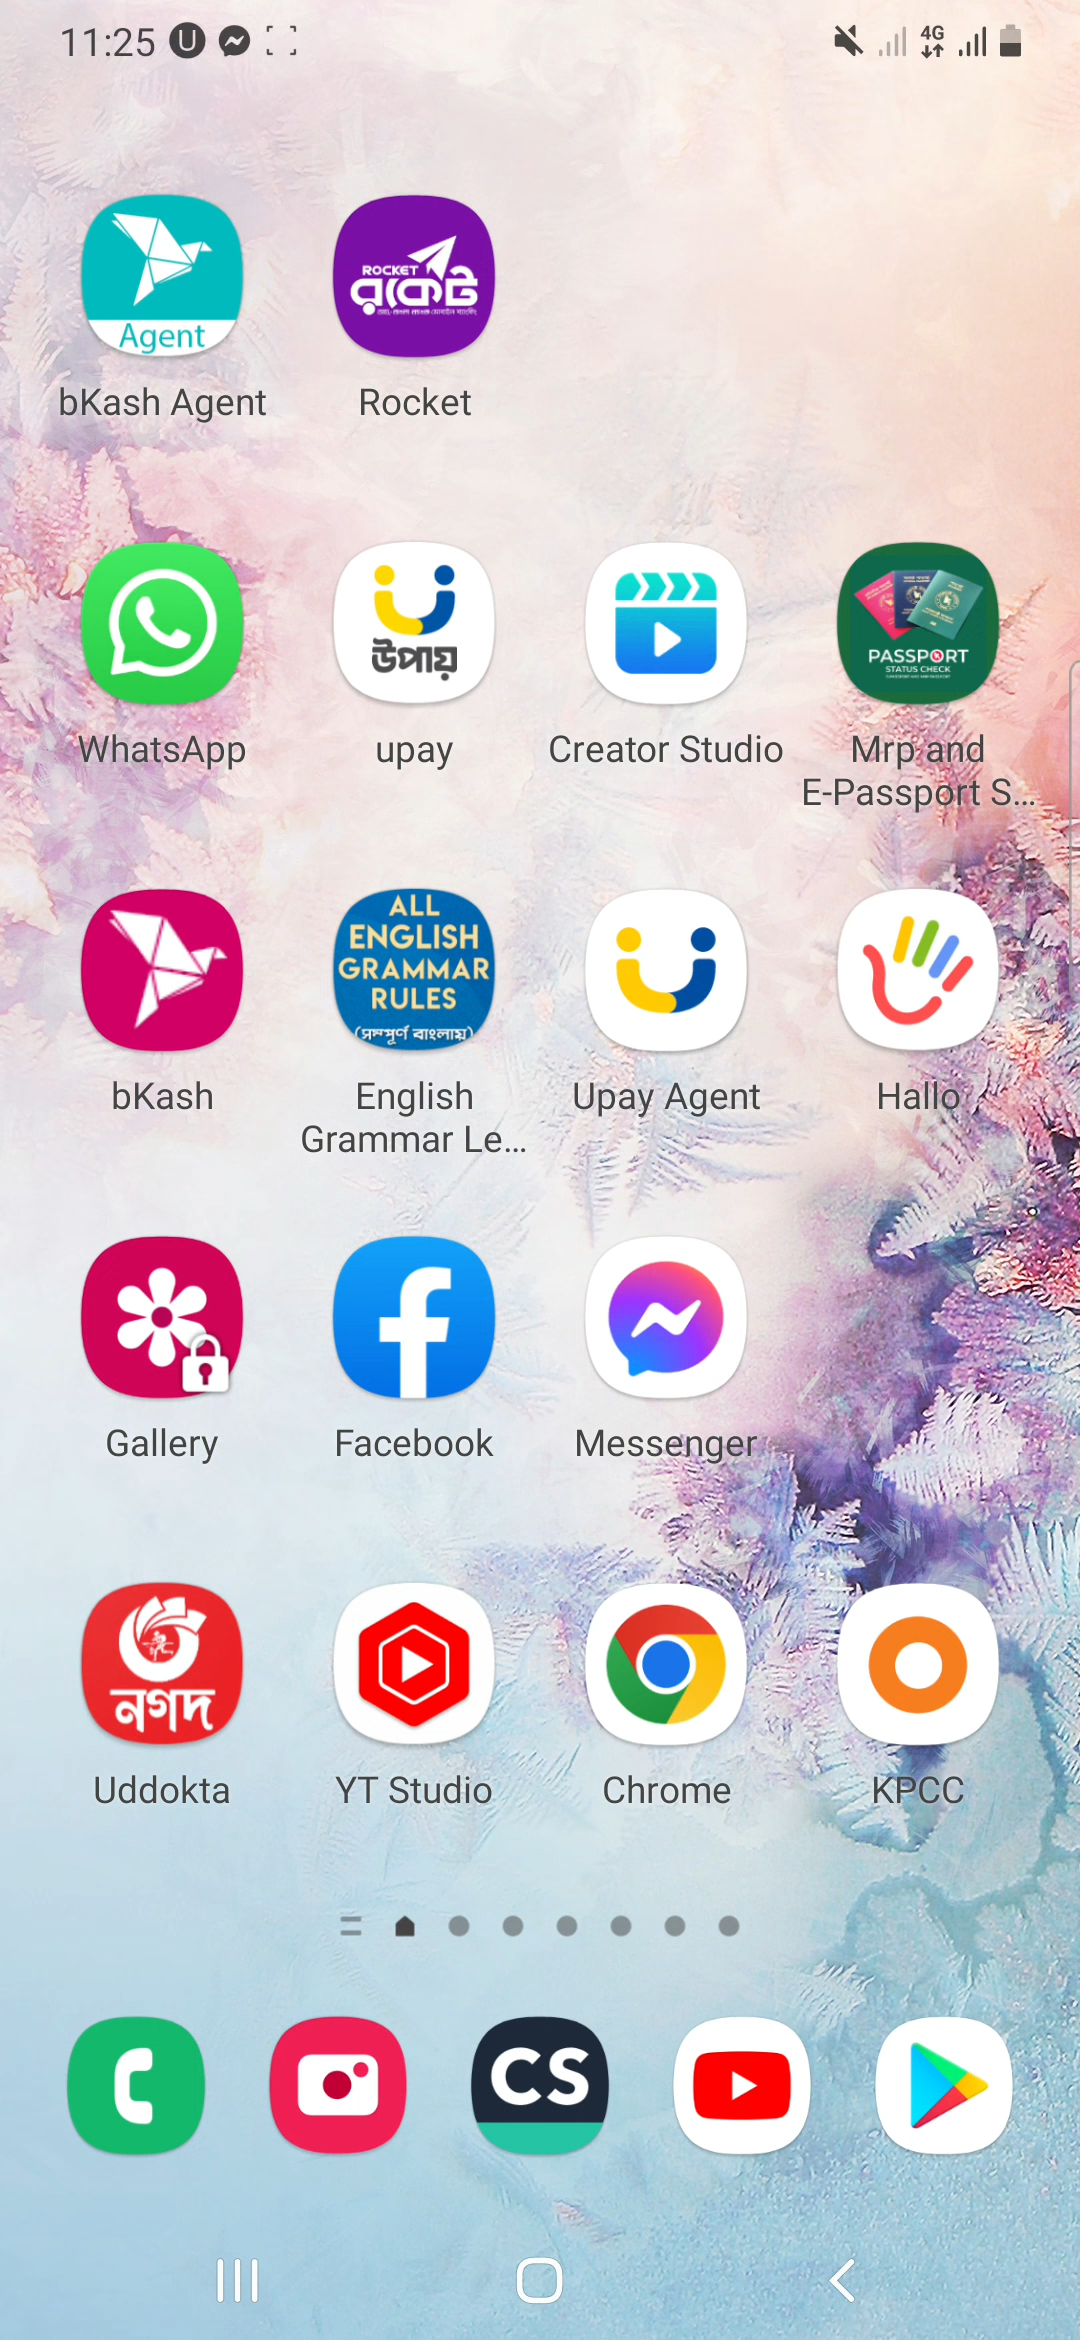 11:25
4G
Agent
ROCKET
রকেট
bKash Agent
Rocket
উপায়
PASSPORT
STATUS CHECK
WhatsApp
upay
Creator Studio
Mrp and
E-Passport S...
ALL
ENGLISH
GRAMMAR
RULES
(সম্পূর্ণ বাংলায়)
bKash
English
Grammar Le...
Upay Agent
Hallo
Gallery
Facebook
Messenger
নগদ
Uddokta
YT Studio
Chrome
KPCC
CS